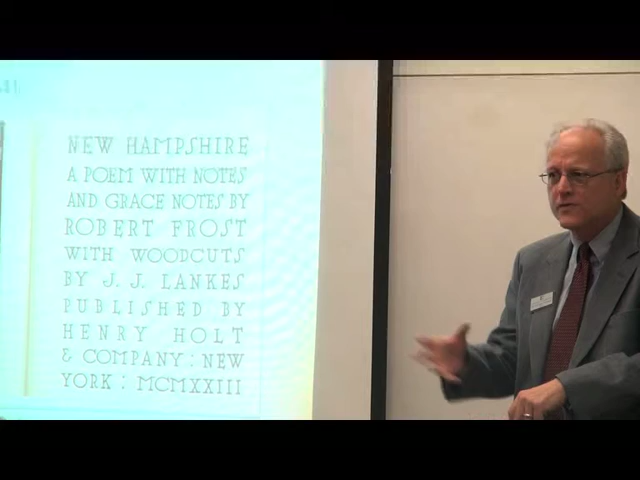 NEW HAMPSHIRE
A POEM WITH NOTES
AND GRACE NOTES BY
ROBERT FROST
WITH WOODCUTS
BY J. J. LANKES
PUBLISHED BY
HENRY HOLT
& COMPANY : NEW
YORK : MCMXXIII